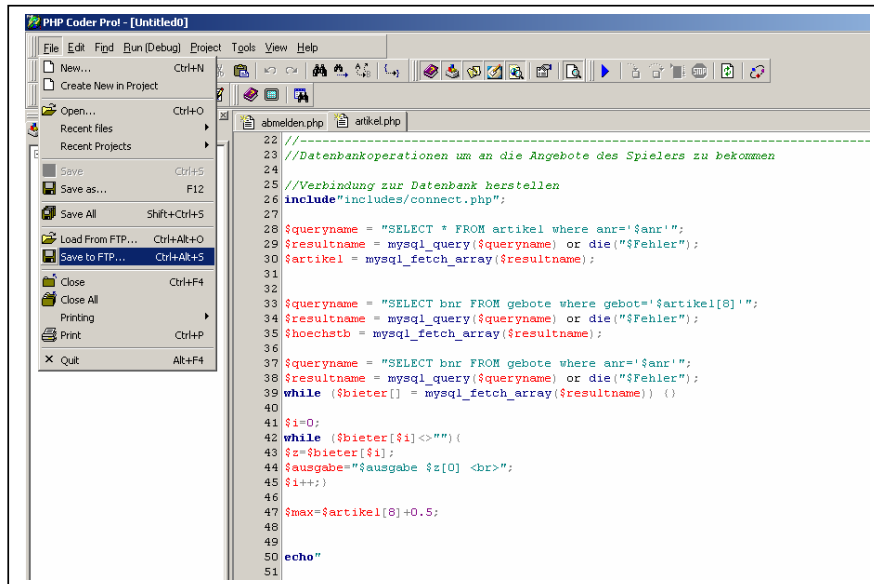 PHP Coder Pro! - [Untitled0]
File Edit Find Run (Debug) Project Tools View Help
New... Ctrl+N
Create New in Project
Open... Ctrl+O
Recent files
Recent Projects
Save Ctrl+S
Save as... F12
Save All Shift+Ctrl+S
Load From FTP... Ctrl+Alt+O
Save to FTP... Ctrl+Alt+S
Close Ctrl+F4
Close All
Printing
Print Ctrl+P
Quit Alt+F4
abmelden.php artikel.php
22 //-----------------------------------------------------------------------------
23 //Datenbankoperationen um an die Angebote des Spielers zu bekommen
24
25 //Verbindung zur Datenbank herstellen
26 include"includes/connect.php";
27
28 $queryname = "SELECT * FROM artikel where anr='$anr'";
29 $resultname = mysql_query($queryname) or die("$Fehler");
30 $artikel = mysql_fetch_array($resultname);
31
32
33 $queryname = "SELECT bnr FROM gebote where gebot='$artikel[8]'";
34 $resultname = mysql_query($queryname) or die("$Fehler");
35 $hoechstb = mysql_fetch_array($resultname);
36
37 $queryname = "SELECT bnr FROM gebote where anr='$anr'";
38 $resultname = mysql_query($queryname) or die("$Fehler");
39 while ($bieter[] = mysql_fetch_array($resultname)) {}
40
41 $i=0;
42 while ($bieter[$i]<>""){
43 $z=$bieter[$i];
44 $ausgabe="$ausgabe $z[0] <br>";
45 $i++;}
46
47 $max=$artikel[8]+0.5;
48
49
50 echo"
51